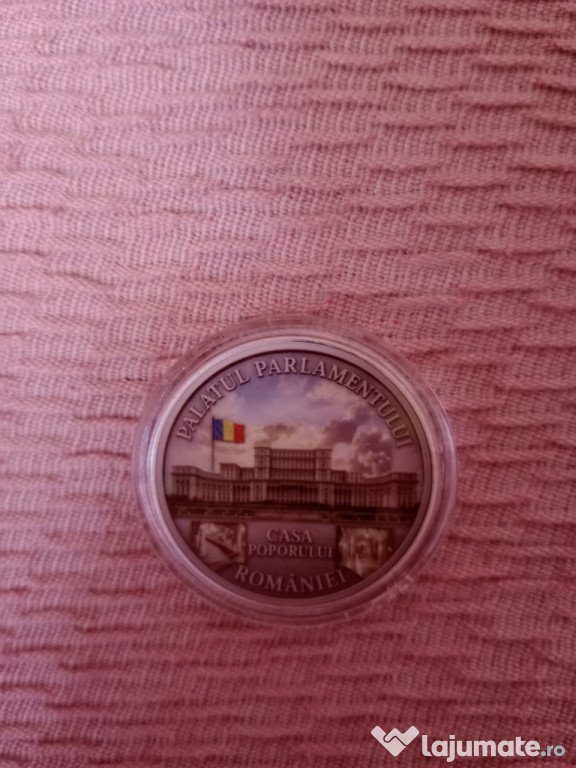 PALATUL PARLAMENTULUI
CASA
POPORULUI
ROMÂNIEI
lajumate.ro